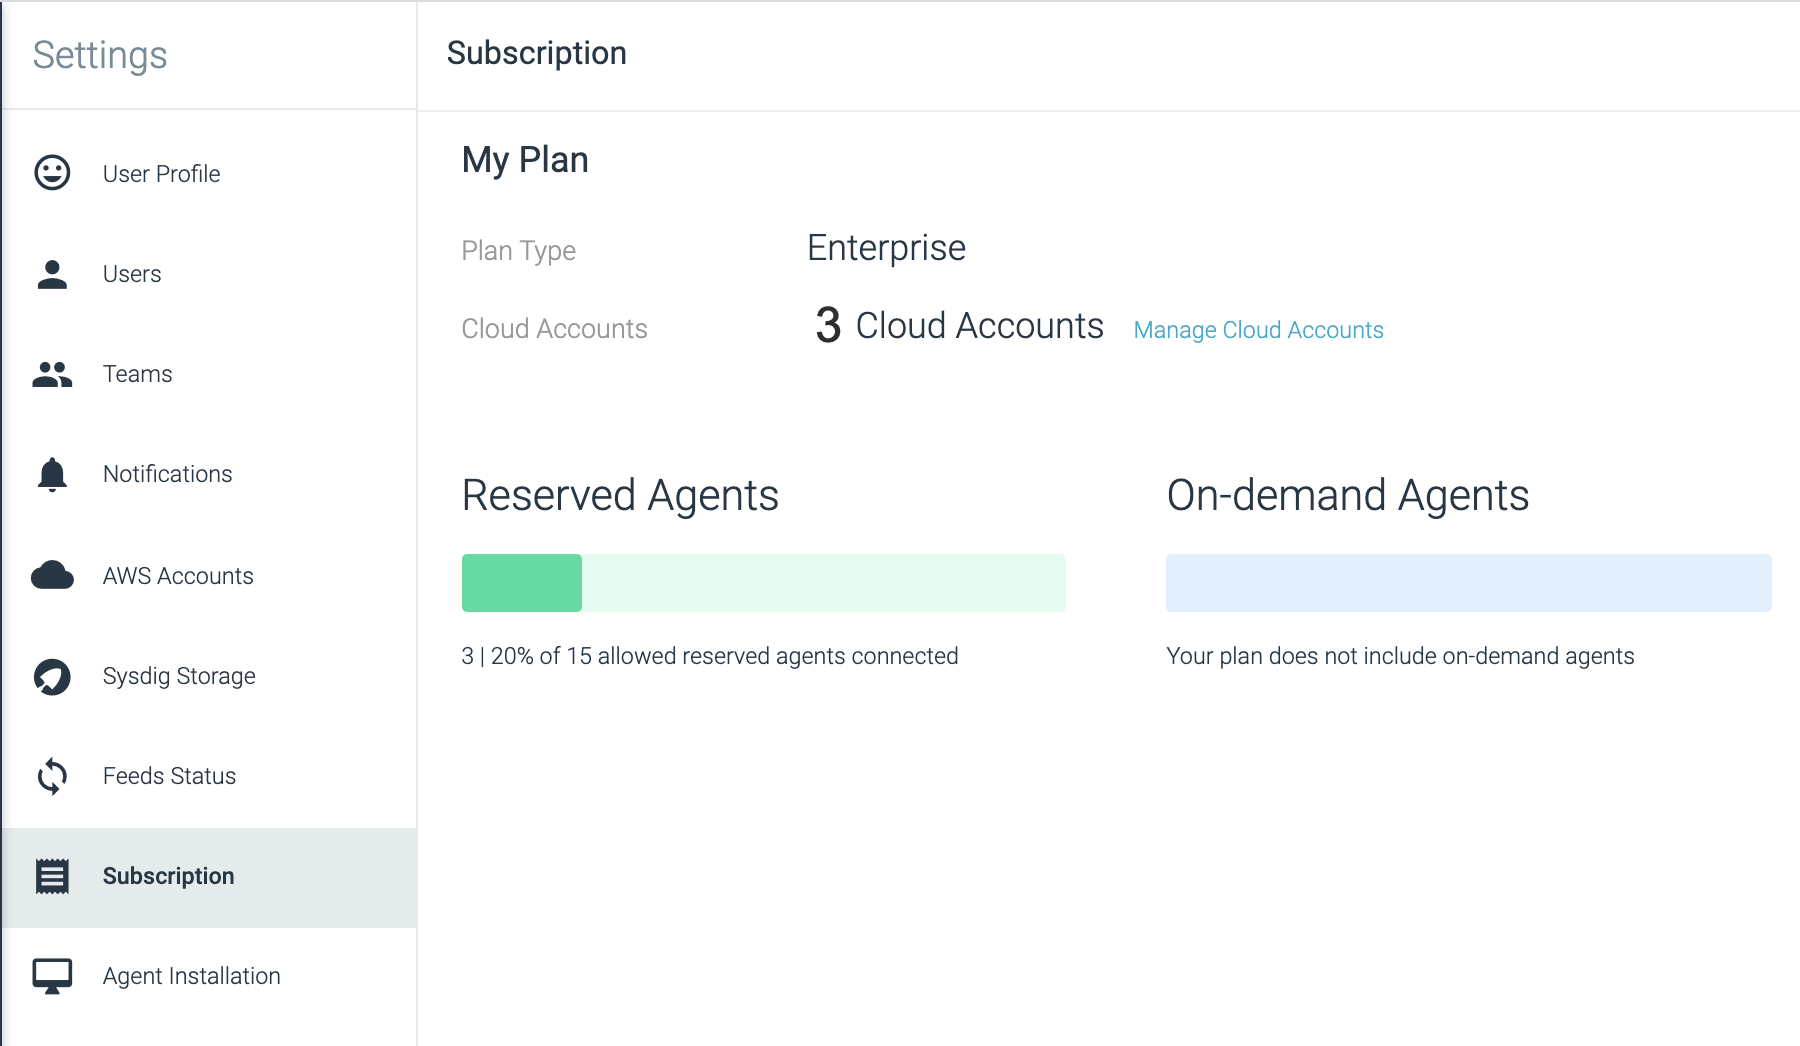 Settings
User Profile
Users
Teams
Notifications
AWS Accounts
Sysdig Storage
Feeds Status
Subscription
Agent Installation
Subscription
My Plan
Plan Type Enterprise
Cloud Accounts 3 Cloud Accounts Manage Cloud Accounts
Reserved Agents
3 | 20% of 15 allowed reserved agents connected
On-demand Agents
Your plan does not include on-demand agents